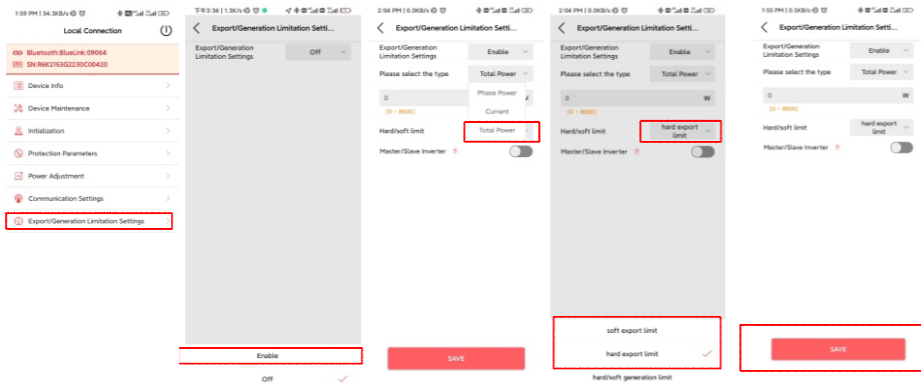 1:59 PM | 34.3KB/s
Local Connection
Bluetooth:BlueLink:09064
SN:R6K2153G2230C00420
Device Info
Device Maintenance
Initialization
Protection Parameters
Power Adjustment
Communication Settings
Export/Generation Limitation Settings
下午3:36 | 1.3K/s
Export/Generation Limitation Setti...
Export/Generation
Limitation Settings
Off
Enable
Off
2:04 PM | 0.0KB/s
Export/Generation Limitation Setti...
Export/Generation
Limitation Settings
Enable
Please select the type
Total Power
Phase Power
0
W
Current
[0 ~ 8000]
Hard/soft limit
Total Power
Master/Slave Inverter ?
SAVE
2:04 PM | 0.0KB/s
Export/Generation Limitation Setti...
Export/Generation
Limitation Settings
Enable
Please select the type
Total Power
0
W
[0 ~ 8000]
Hard/soft limit
hard export
limit
Master/Slave Inverter ?
soft export limit
hard export limit
hard/soft generation limit
1:55 PM | 0.5KB/s
Export/Generation Limitation Setti...
Export/Generation
Limitation Settings
Enable
Please select the type
Total Power
0
W
[0 ~ 8000]
Hard/soft limit
hard export
limit
Master/Slave Inverter ?
SAVE